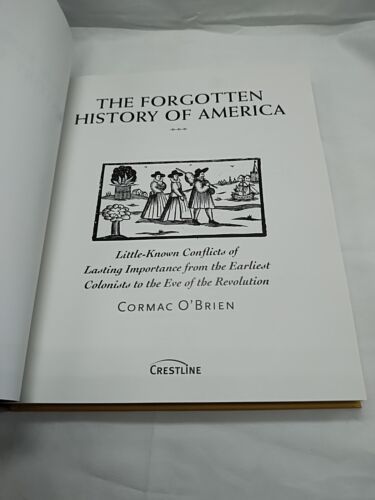 THE FORGOTTEN
HISTORY OF AMERICA
Little-Known Conflicts of
Lasting Importance from the Earliest
Colonists to the Eve of the Revolution
CORMAC O'BRIEN
CRESTLINE